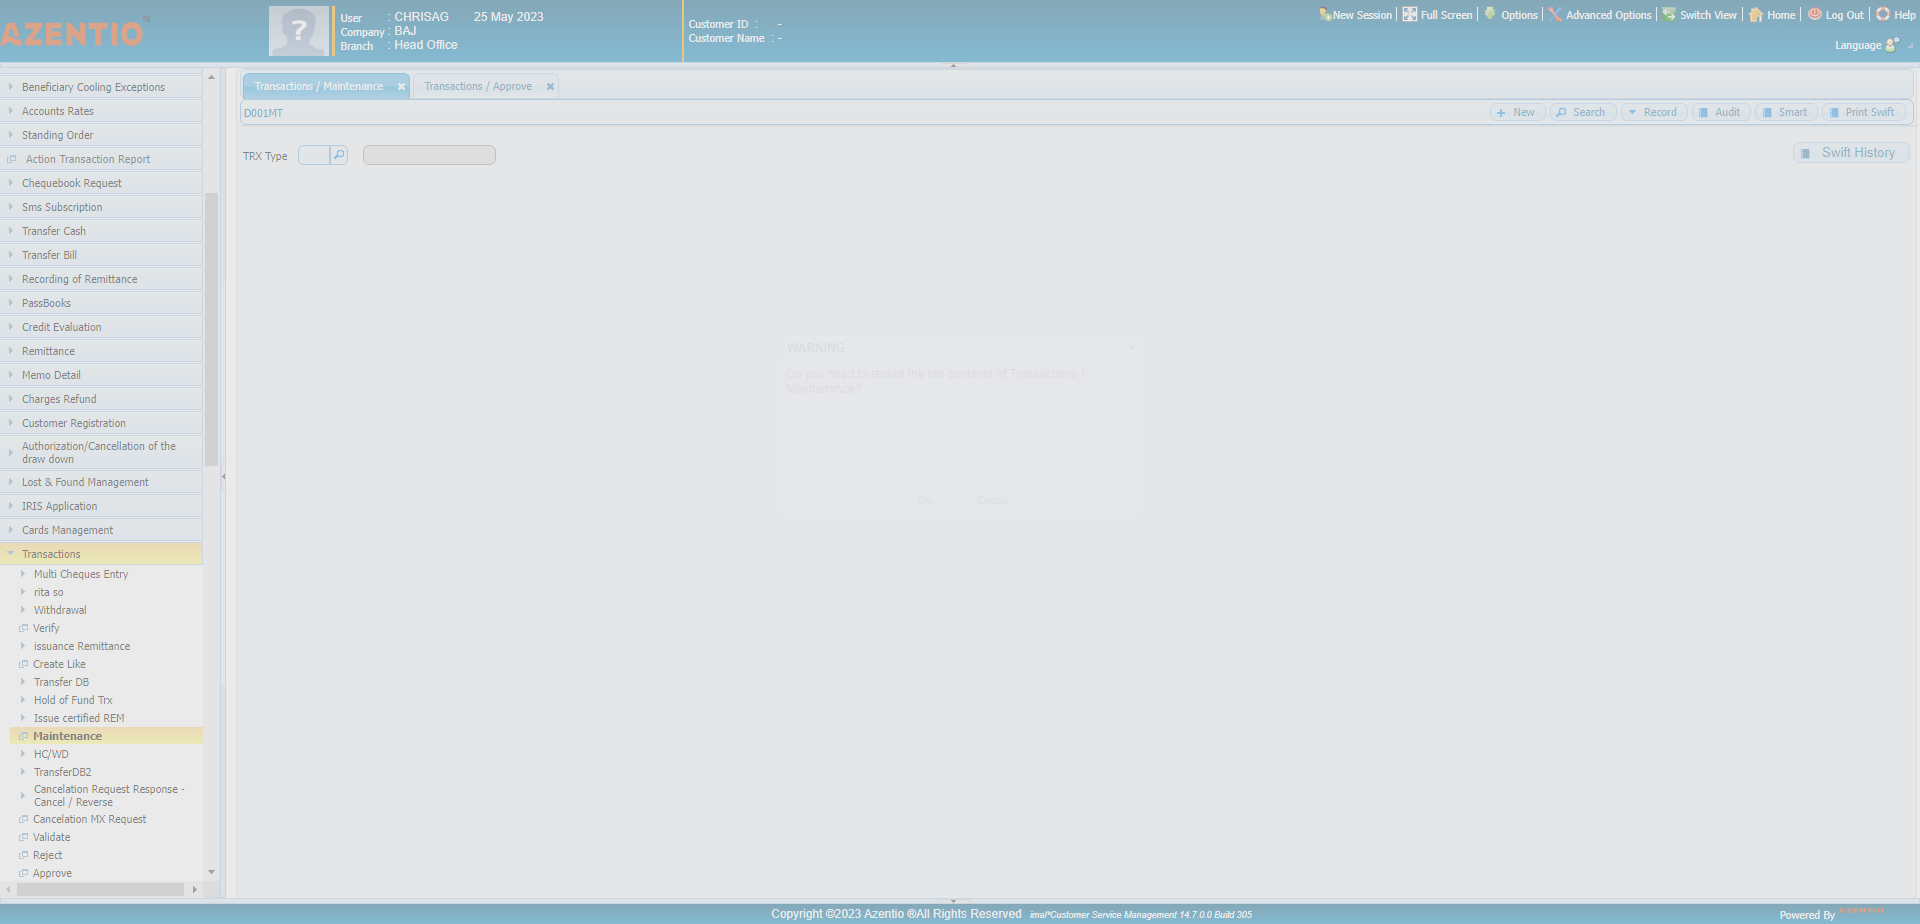 AZENTIO
User : CHRISAG 25 May 2023
Company : BAJ
Branch : Head Office
Customer ID : -
Customer Name : -
New Session Full Screen Options Advanced Options Switch View Home Log Out Help
Language
Beneficiary Cooling Exceptions
Accounts Rates
Standing Order
Action Transaction Report
Chequebook Request
Sms Subscription
Transfer Cash
Transfer Bill
Recording of Remittance
PassBooks
Credit Evaluation
Remittance
Memo Detail
Charges Refund
Customer Registration
Authorization/Cancellation of the
draw down
Lost & Found Management
IRIS Application
Cards Management
Transactions
Multi Cheques Entry
rita so
Withdrawal
Verify
issuance Remittance
Create Like
Transfer DB
Hold of Fund Trx
Issue certified REM
Maintenance
HC/WD
TransferDB2
Cancelation Request Response -
Cancel / Reverse
Cancelation MX Request
Validate
Reject
Approve
Transactions / Maintenance Transactions / Approve
D001MT
New Search Record Audit Smart Print Swift
TRX Type
Swift History
WARNING
Do you need to reload the tab contents of Transactions /
Maintenance?
Ok Cancel
Copyright ©2023 Azentio ®All Rights Reserved imal*Customer Service Management 14.7.0.0 Build 305
Powered By AZENTIO